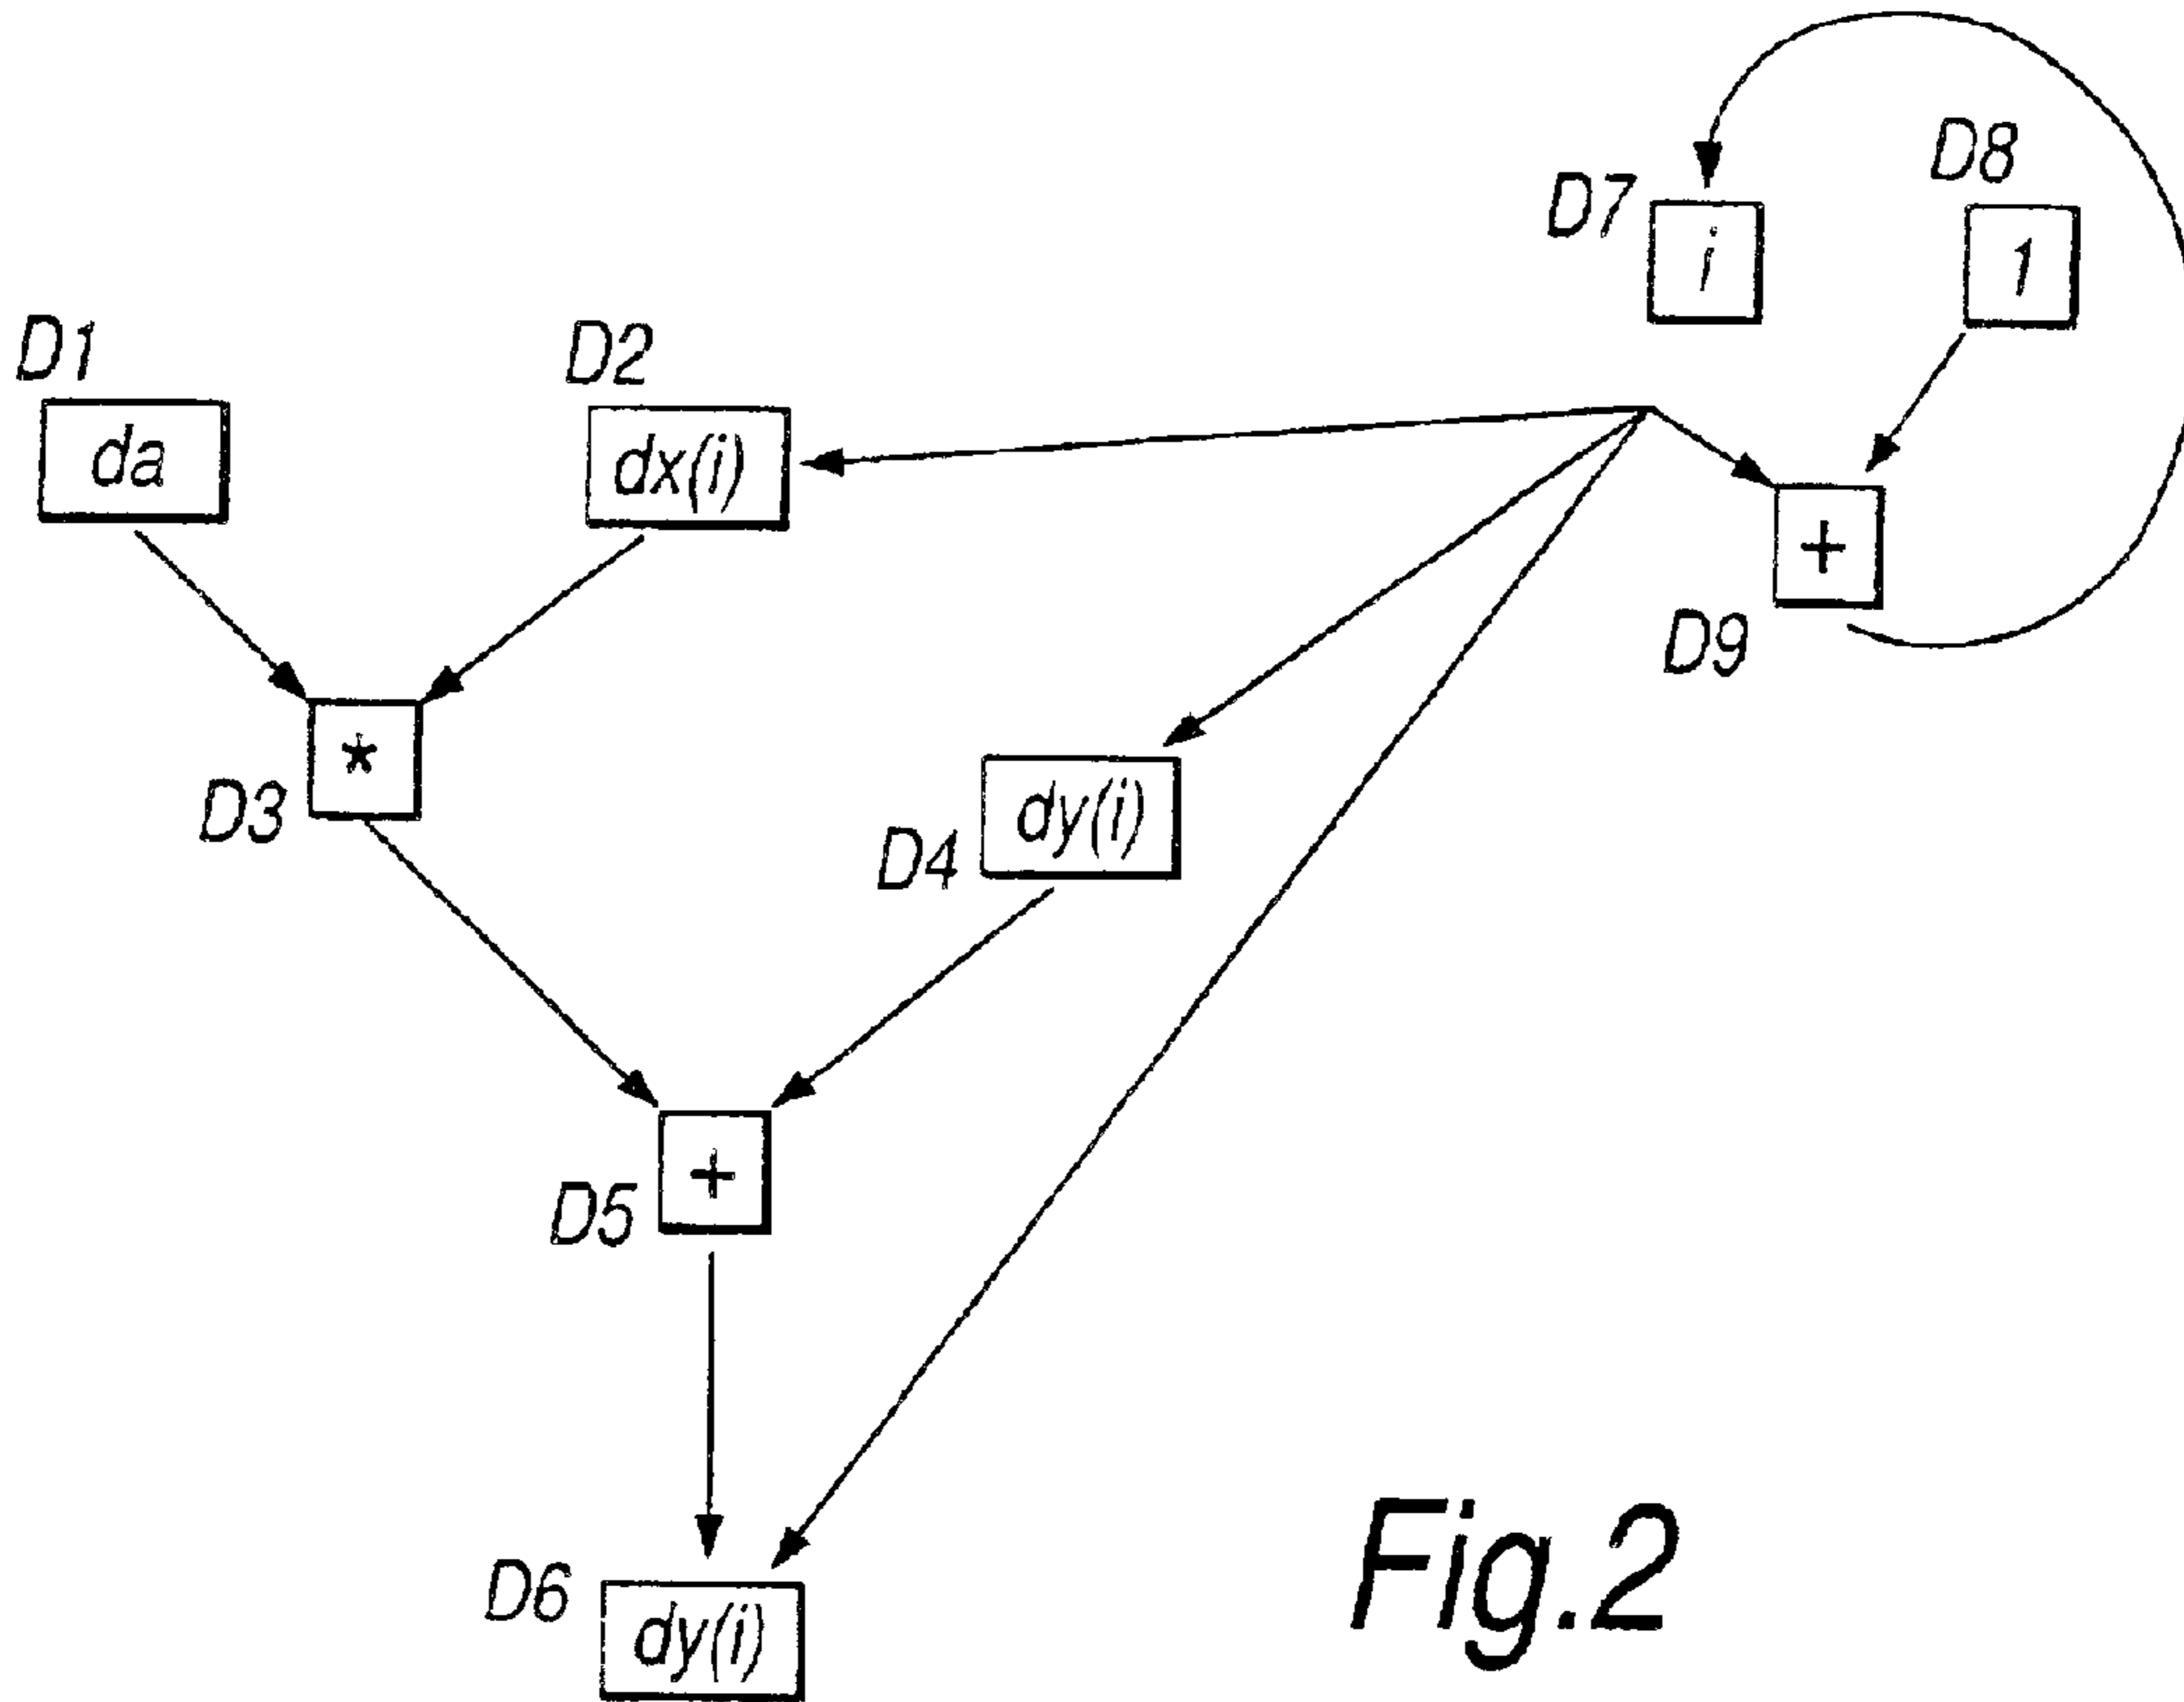 D8
D7
i
1
D1
D2
da
dx(i)
+
D9
*
D3
dy(i)
D4
+
D5
D6
dy(i)
Fig.2